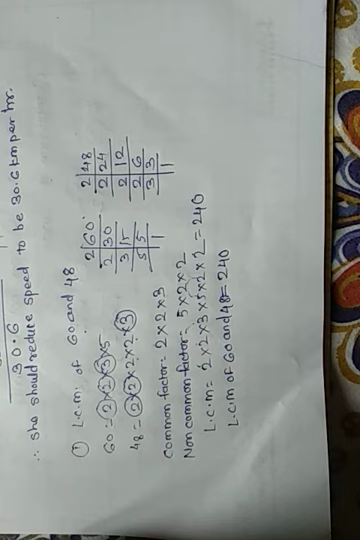 30.6
∴ she should reduce speed to be 30.6 km per hr.
① L.c.m. of 60 and 48
2 | 60 2 | 48
2 | 30 2 | 24
3 | 15 2 | 12
5 | 5 2 | 6
1 3 | 3
1
60 = 2×2×3×5
48 = 2×2×2×2×3
Common factor = 2×2×3
Non common factor = 5×2×2
L.c.m = 2×2×3×5×2×2 = 240
L.C.M of 60 and 48 = 240